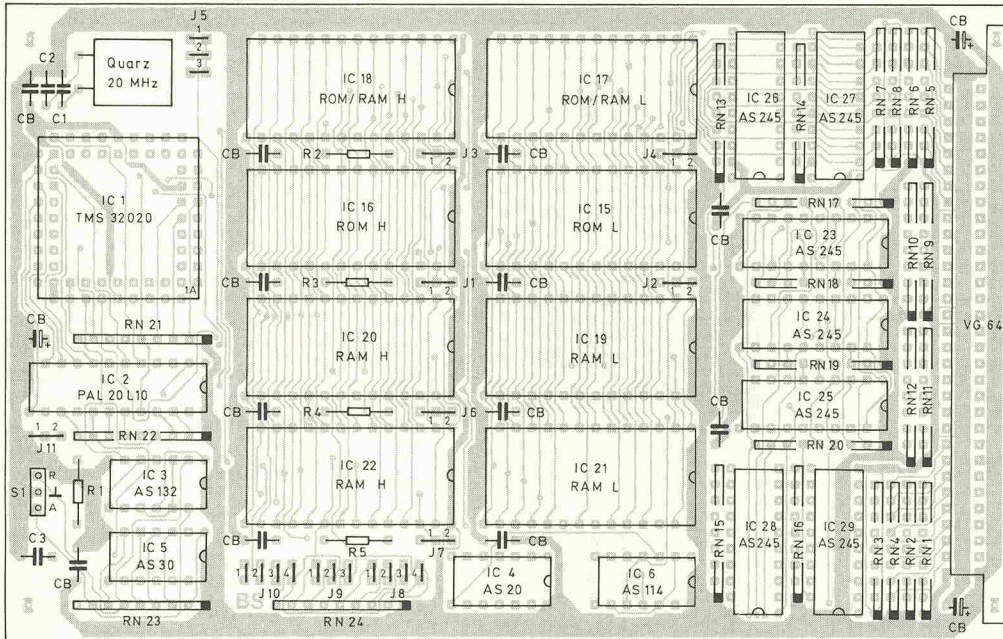 J5
1
2
3
C2
Quarz
20 MHz
CB
C1
IC 18
ROM/RAM H
IC 17
ROM/RAM L
CB
RN 13
IC 26
AS 245
RN 14
IC 27
AS 245
RN 7
RN 8
RN 6
RN 5
CB
R2
1 2
J3
CB
J4
1 2
IC 1
TMS 32020
1A
IC 16
ROM H
IC 15
ROM L
CB
RN 17
IC 23
AS 245
RN 10
RN 9
CB
R3
1 2
J1
CB
J2
1 2
RN 18
CB
RN 21
IC 20
RAM H
IC 19
RAM L
IC 24
AS 245
VG 64
RN 19
IC 2
PAL 20 L10
IC 25
AS 245
RN12
RN11
CB
R4
1 2
J6
CB
CB
1 2
J11
RN 22
RN 20
S1
R
A
R1
IC 3
AS 132
IC 22
RAM H
IC 21
RAM L
RN 15
IC 28
AS 245
RN 16
IC 29
AS 245
RN 3
RN 4
RN 2
RN 1
C3
CB
IC 5
AS 30
CB
R5
1 2
J7
CB
1 2 3 4
1 2 3
1 2 3 4
J10
J9
J8
BS
IC 4
AS 20
IC 6
AS 114
RN 23
RN 24
CB